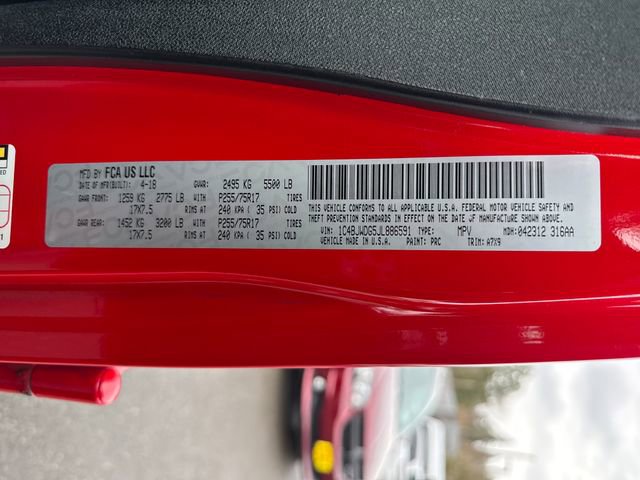 MFD BY FCA US LLC
DATE OF MFR(BUILT): 4-18 GVWR: 2495 KG 5500 LB
GAWR FRONT: 1259 KG 2775 LB WITH P255/75R17 TIRES
17X7.5 RIMS AT 240 KPA ( 35 PSI) COLD
GAWR REAR: 1452 KG 3200 LB WITH P255/75R17 TIRES
17X7.5 RIMS AT 240 KPA ( 35 PSI) COLD
THIS VEHICLE CONFORMS TO ALL APPLICABLE U.S.A. FEDERAL MOTOR VEHICLE SAFETY AND
THEFT PREVENTION STANDARDS IN EFFECT ON THE DATE OF MANUFACTURE SHOWN ABOVE.
VIN: 1C4BJWDG5JL886591 TYPE: MPV MDH: 042312 316AA
VEHICLE MADE IN U.S.A. PAINT: PRC TRIM: A7X9